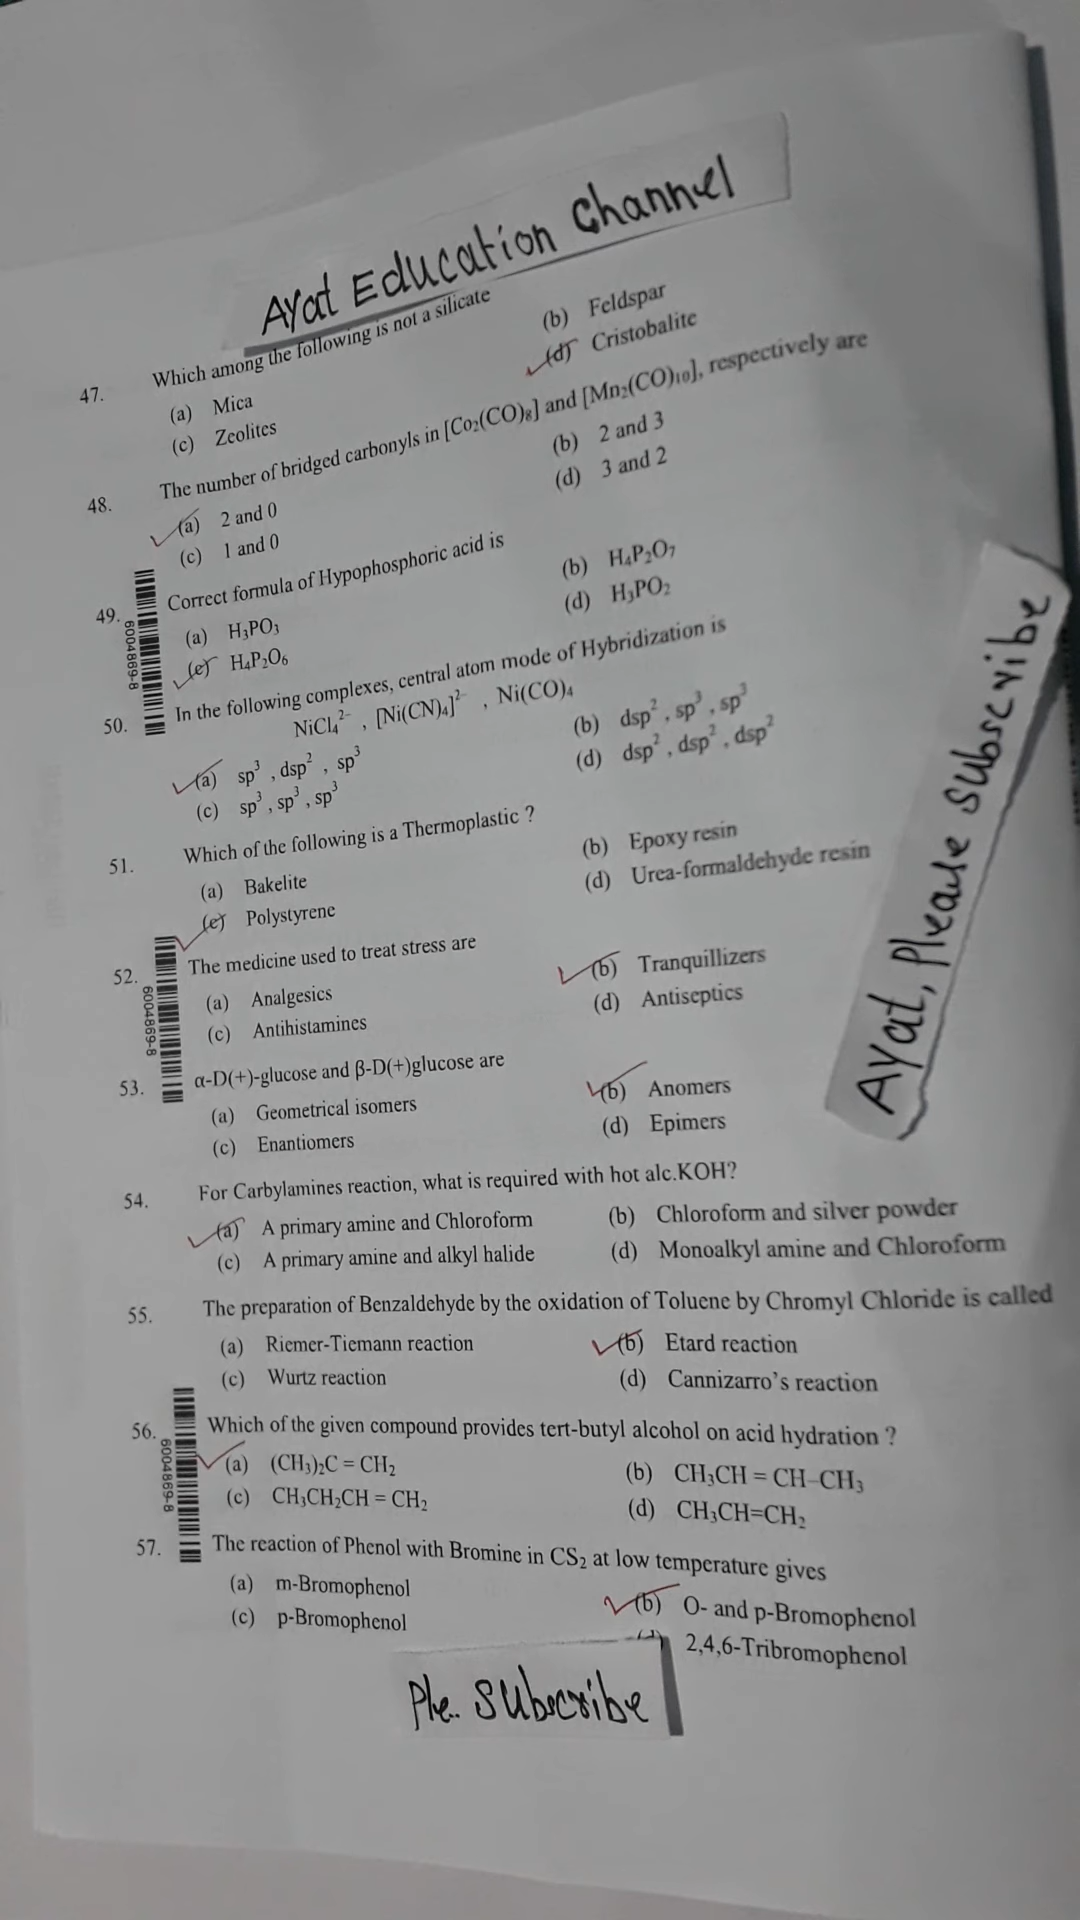 Ayat Education Channel
47. Which among the following is not a silicate
(a) Mica
(b) Feldspar
(c) Zeolites
(d) Cristobalite
48. The number of bridged carbonyls in [Co₂(CO)₈] and [Mn₂(CO)₁₀], respectively are
(a) 2 and 0
(b) 2 and 3
(c) 1 and 0
(d) 3 and 2
49. Correct formula of Hypophosphoric acid is
(a) H₃PO₃
(b) H₄P₂O₇
(c) H₄P₂O₆
(d) H₃PO₂
6004869-8
50. In the following complexes, central atom mode of Hybridization is
NiCl₄²⁻ , [Ni(CN)₄]²⁻ , Ni(CO)₄
(a) sp³ , dsp² , sp³
(b) dsp² , sp³ , sp³
(c) sp³ , sp³ , sp³
(d) dsp² , dsp² , dsp²
51. Which of the following is a Thermoplastic ?
(a) Bakelite
(b) Epoxy resin
(c) Polystyrene
(d) Urea-formaldehyde resin
Ayat, Please subscribe
52. The medicine used to treat stress are
(a) Analgesics
(b) Tranquillizers
(c) Antihistamines
(d) Antiseptics
6004869-8
53. α-D(+)-glucose and β-D(+)glucose are
(a) Geometrical isomers
(b) Anomers
(c) Enantiomers
(d) Epimers
54. For Carbylamines reaction, what is required with hot alc.KOH?
(a) A primary amine and Chloroform
(b) Chloroform and silver powder
(c) A primary amine and alkyl halide
(d) Monoalkyl amine and Chloroform
55. The preparation of Benzaldehyde by the oxidation of Toluene by Chromyl Chloride is called
(a) Riemer-Tiemann reaction
(b) Etard reaction
(c) Wurtz reaction
(d) Cannizarro's reaction
56. Which of the given compound provides tert-butyl alcohol on acid hydration ?
(a) (CH₃)₂C = CH₂
(b) CH₃CH = CH–CH₃
(c) CH₃CH₂CH = CH₂
(d) CH₃CH=CH₂
6004869-8
57. The reaction of Phenol with Bromine in CS₂ at low temperature gives
(a) m-Bromophenol
(b) O- and p-Bromophenol
(c) p-Bromophenol
2,4,6-Tribromophenol
Ple.. Subscribe